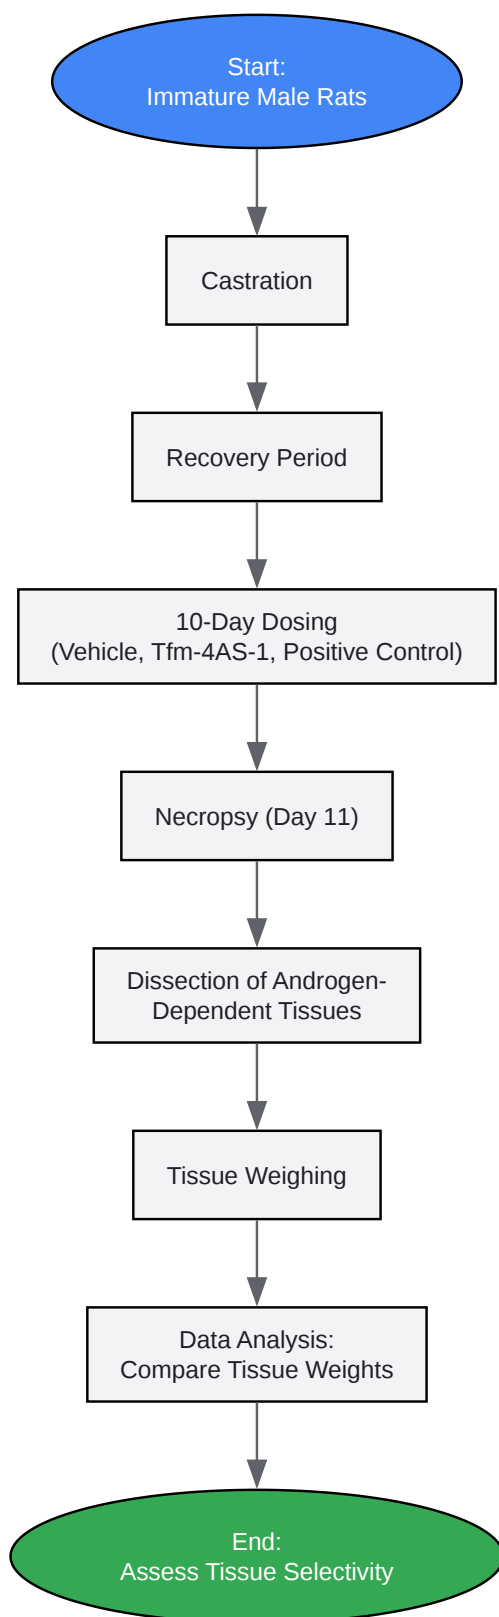 Start:
Immature Male Rats
Castration
Recovery Period
10-Day Dosing
(Vehicle, Tfm-4AS-1, Positive Control)
Necropsy (Day 11)
Dissection of Androgen-
Dependent Tissues
Tissue Weighing
Data Analysis:
Compare Tissue Weights
End:
Assess Tissue Selectivity